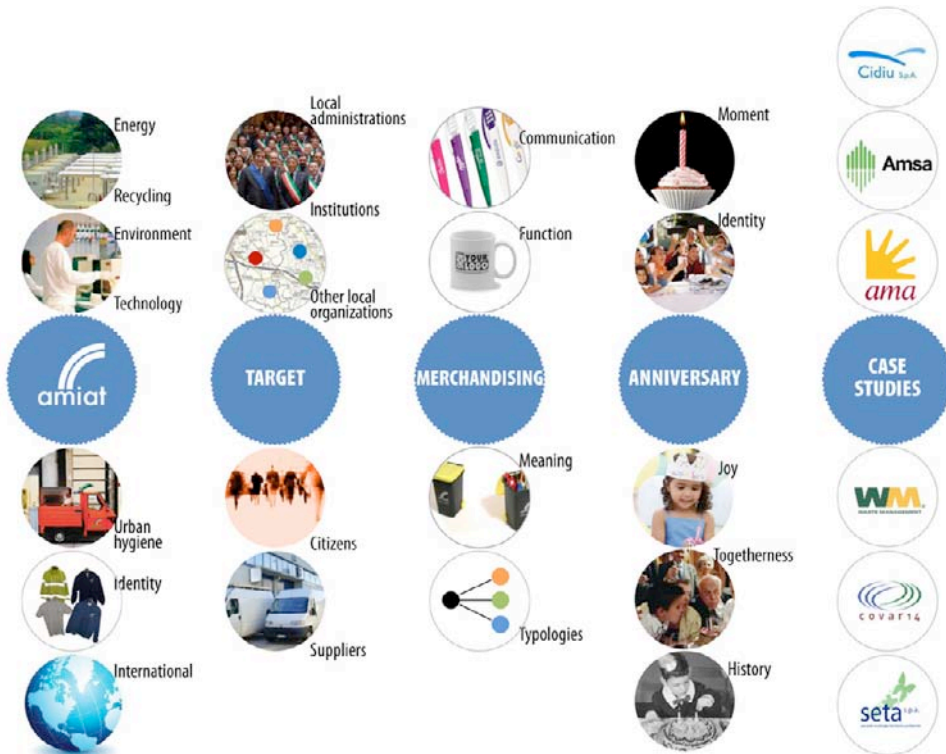 Energy
Recycling
Environment
Technology
amiat
Urban
hygiene
Identity
International
Local
administrations
Institutions
Other local
organizations
TARGET
Citizens
Suppliers
Communication
YOUR
LOGO
Function
MERCHANDISING
Meaning
Typologies
Moment
Identity
ANNIVERSARY
Joy
Togetherness
History
Cidiu S.p.A.
Amsa
ama
CASE
STUDIES
WM
WASTE MANAGEMENT
covar14
seta s.p.a.